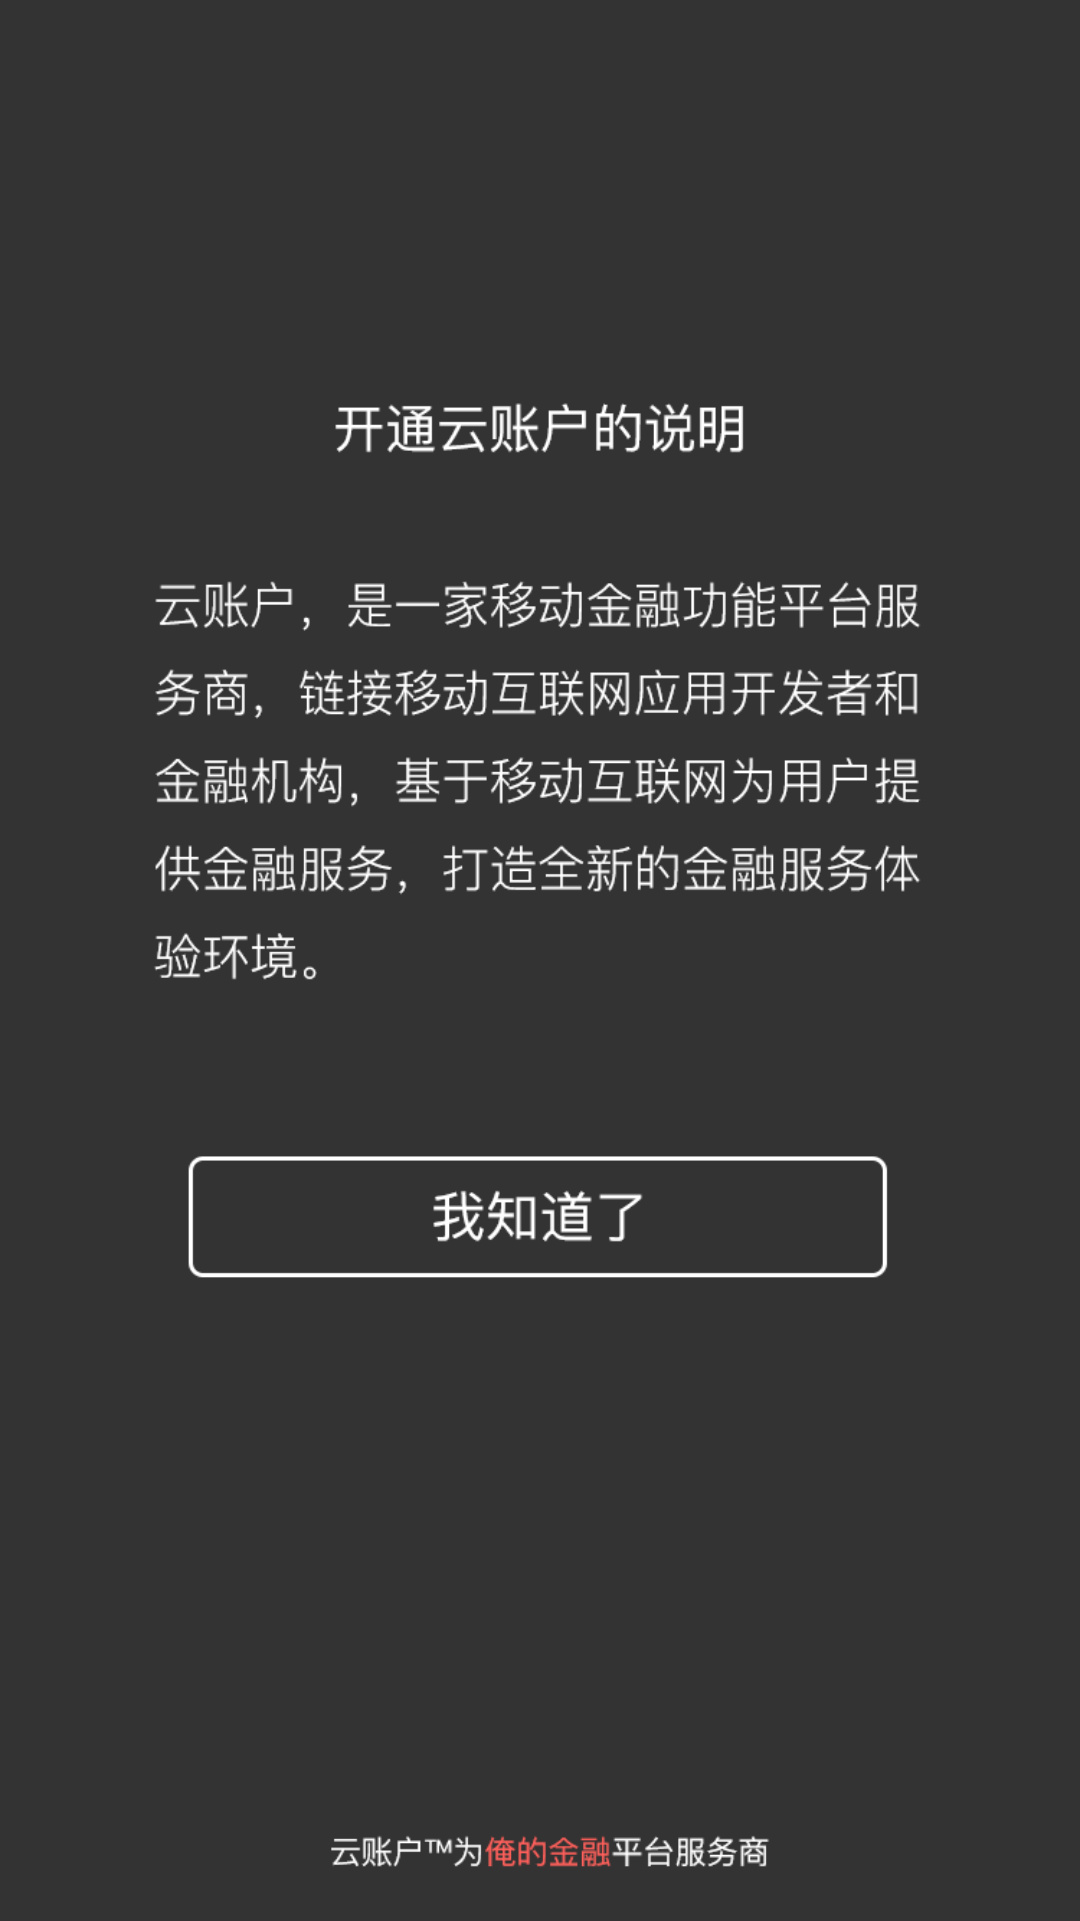 开通云账户的说明
云账户，是一家移动金融功能平台服
务商，链接移动互联网应用开发者和
金融机构，基于移动互联网为用户提
供金融服务，打造全新的金融服务体
验环境。
我知道了
云账户™为俺的金融平台服务商